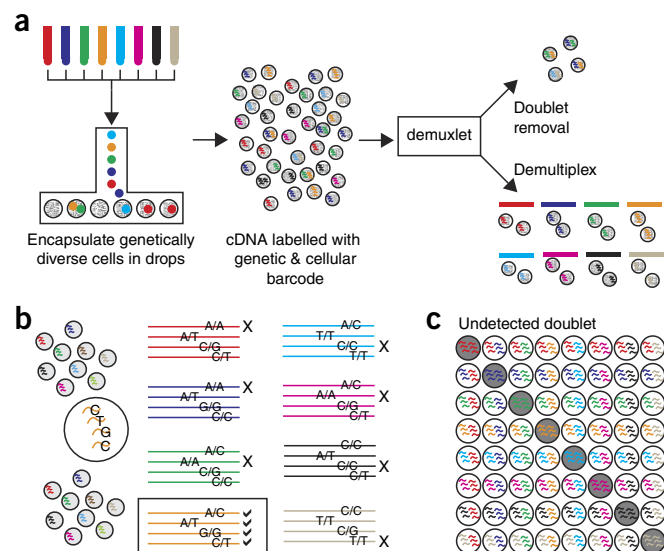 a
Encapsulate genetically
diverse cells in drops
cDNA labelled with
genetic & cellular
barcode
demuxlet
Doublet
removal
Demultiplex
b
C
T
G
C
A/A X
A/T
C/G
C/T
A/A X
A/T
G/G
C/C
A/C
A/A X
C/G
C/C
A/C ✔
A/T ✔
G/G ✔
C/T ✔
A/C
T/T
C/C X
T/T
A/C X
A/A
C/G
C/T
C/C
A/T
C/C X
C/T
C/C
T/T
C/G
T/T X
c
Undetected doublet